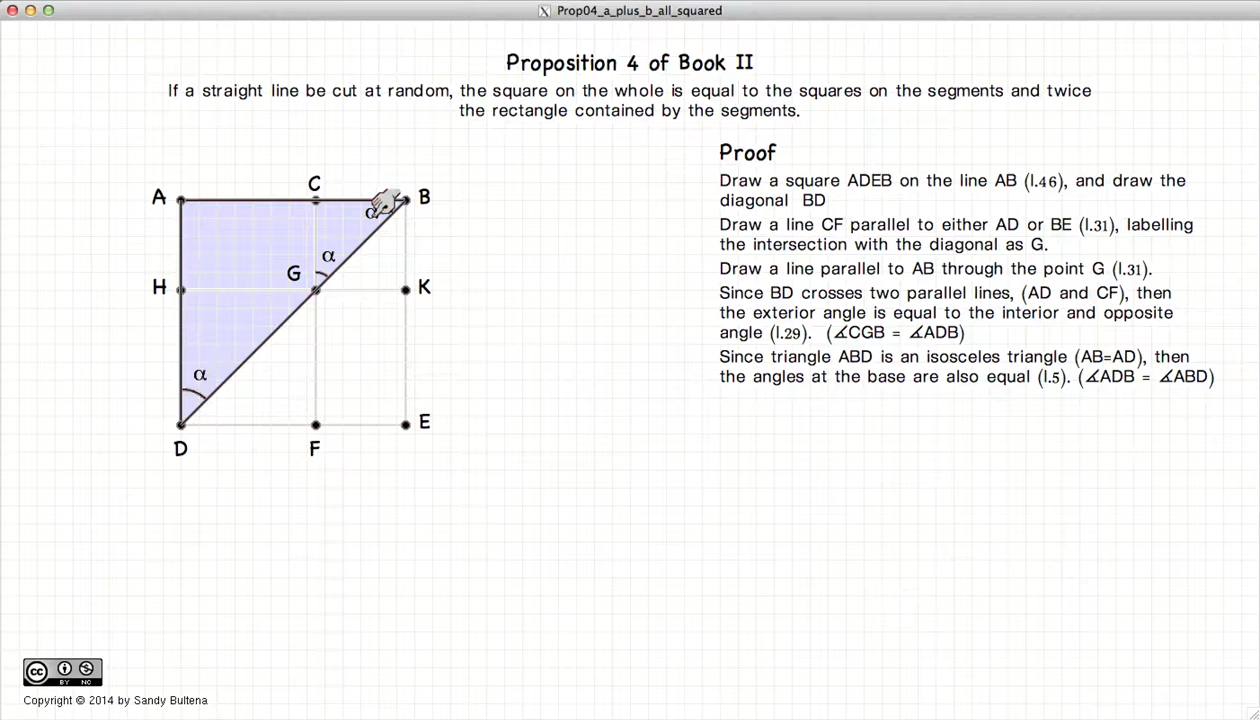 Prop04_a_plus_b_all_squared
Proposition 4 of Book II
If a straight line be cut at random, the square on the whole is equal to the squares on the segments and twice
the rectangle contained by the segments.
Proof
Draw a square ADEB on the line AB (I.46), and draw the
diagonal BD
Draw a line CF parallel to either AD or BE (I.31), labelling
the intersection with the diagonal as G.
Draw a line parallel to AB through the point G (I.31).
Since BD crosses two parallel lines, (AD and CF), then
the exterior angle is equal to the interior and opposite
angle (I.29). (∡CGB = ∡ADB)
Since triangle ABD is an isosceles triangle (AB=AD), then
the angles at the base are also equal (I.5). (∡ADB = ∡ABD)
A C B
α
α
G
H K
α
E
D F
cc BY NC
Copyright © 2014 by Sandy Bultena